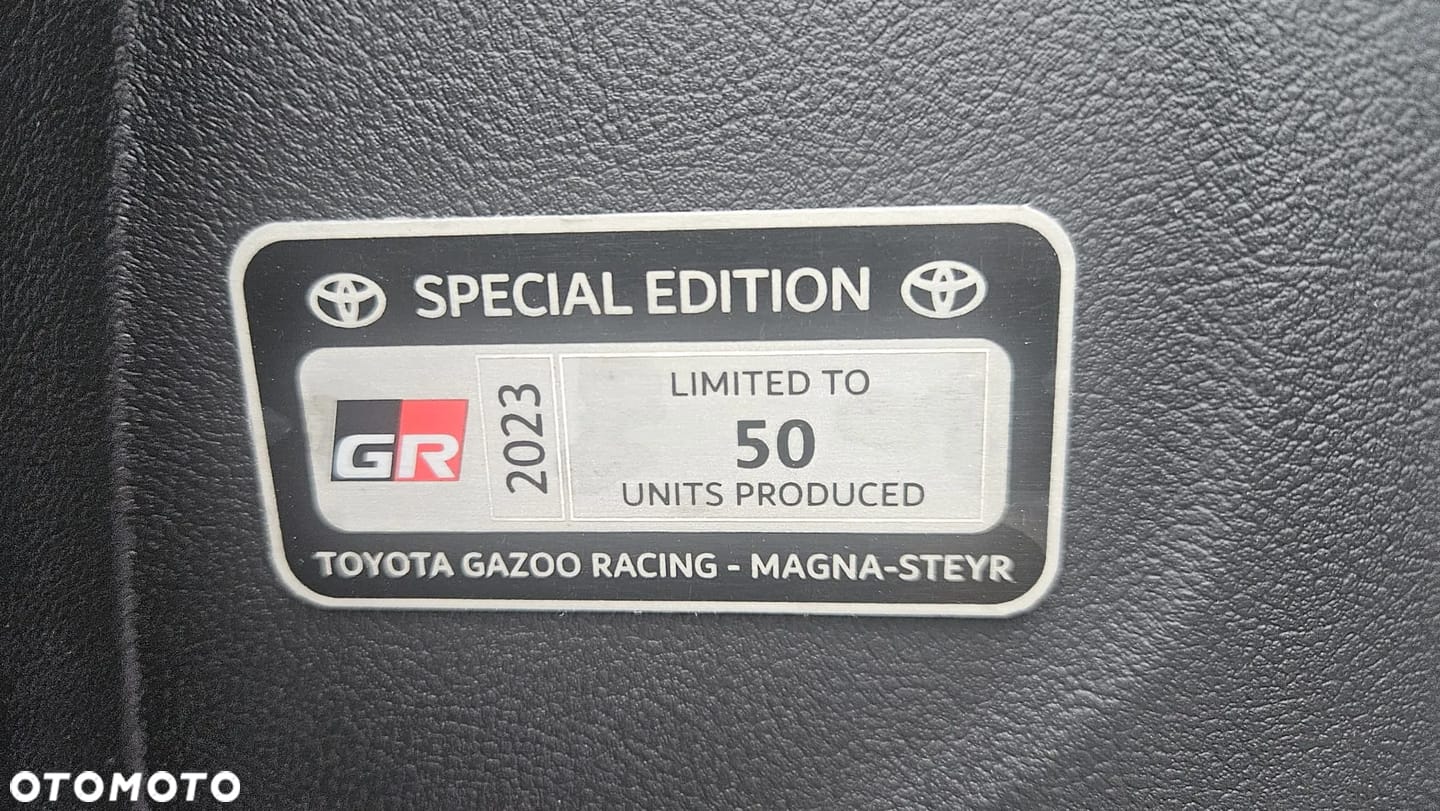 SPECIAL EDITION
GR
2023
LIMITED TO
50
UNITS PRODUCED
TOYOTA GAZOO RACING - MAGNA-STEYR
OTOMOTO